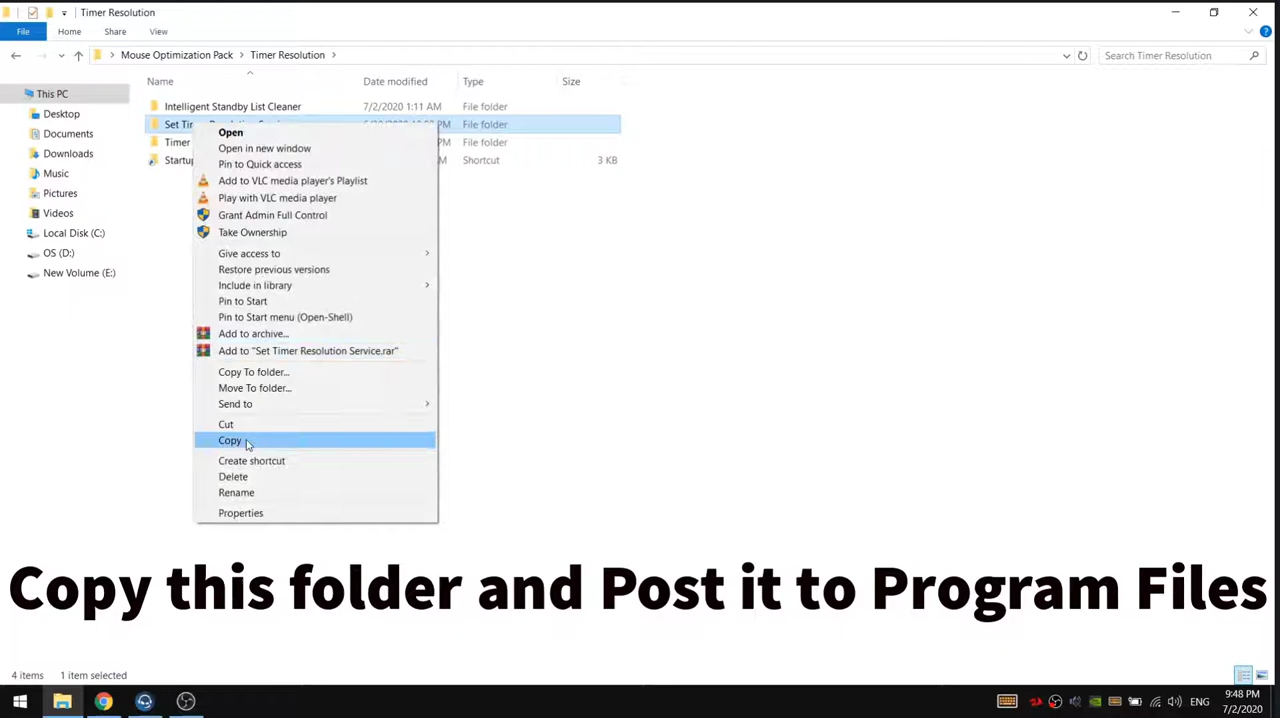 Timer Resolution
File Home Share View
Mouse Optimization Pack Timer Resolution
Search Timer Resolution
Name Date modified Type Size
This PC
Desktop
Documents
Downloads
Music
Pictures
Videos
Local Disk (C:)
OS (D:)
New Volume (E:)
Intelligent Standby List Cleaner 7/2/2020 1:11 AM File folder
PM File folder
Timer PM File folder
Startup M Shortcut 3 KB
Open
Open in new window
Pin to Quick access
Add to VLC media player's Playlist
Play with VLC media player
Grant Admin Full Control
Take Ownership
Give access to
Restore previous versions
Include in library
Pin to Start
Pin to Start menu (Open-Shell)
Add to archive...
Add to "Set Timer Resolution Service.rar"
Copy To folder...
Move To folder...
Send to
Cut
Copy
Create shortcut
Delete
Rename
Properties
Copy this folder and Post it to Program Files
4 items 1 item selected
ENG
9:48 PM
7/2/2020